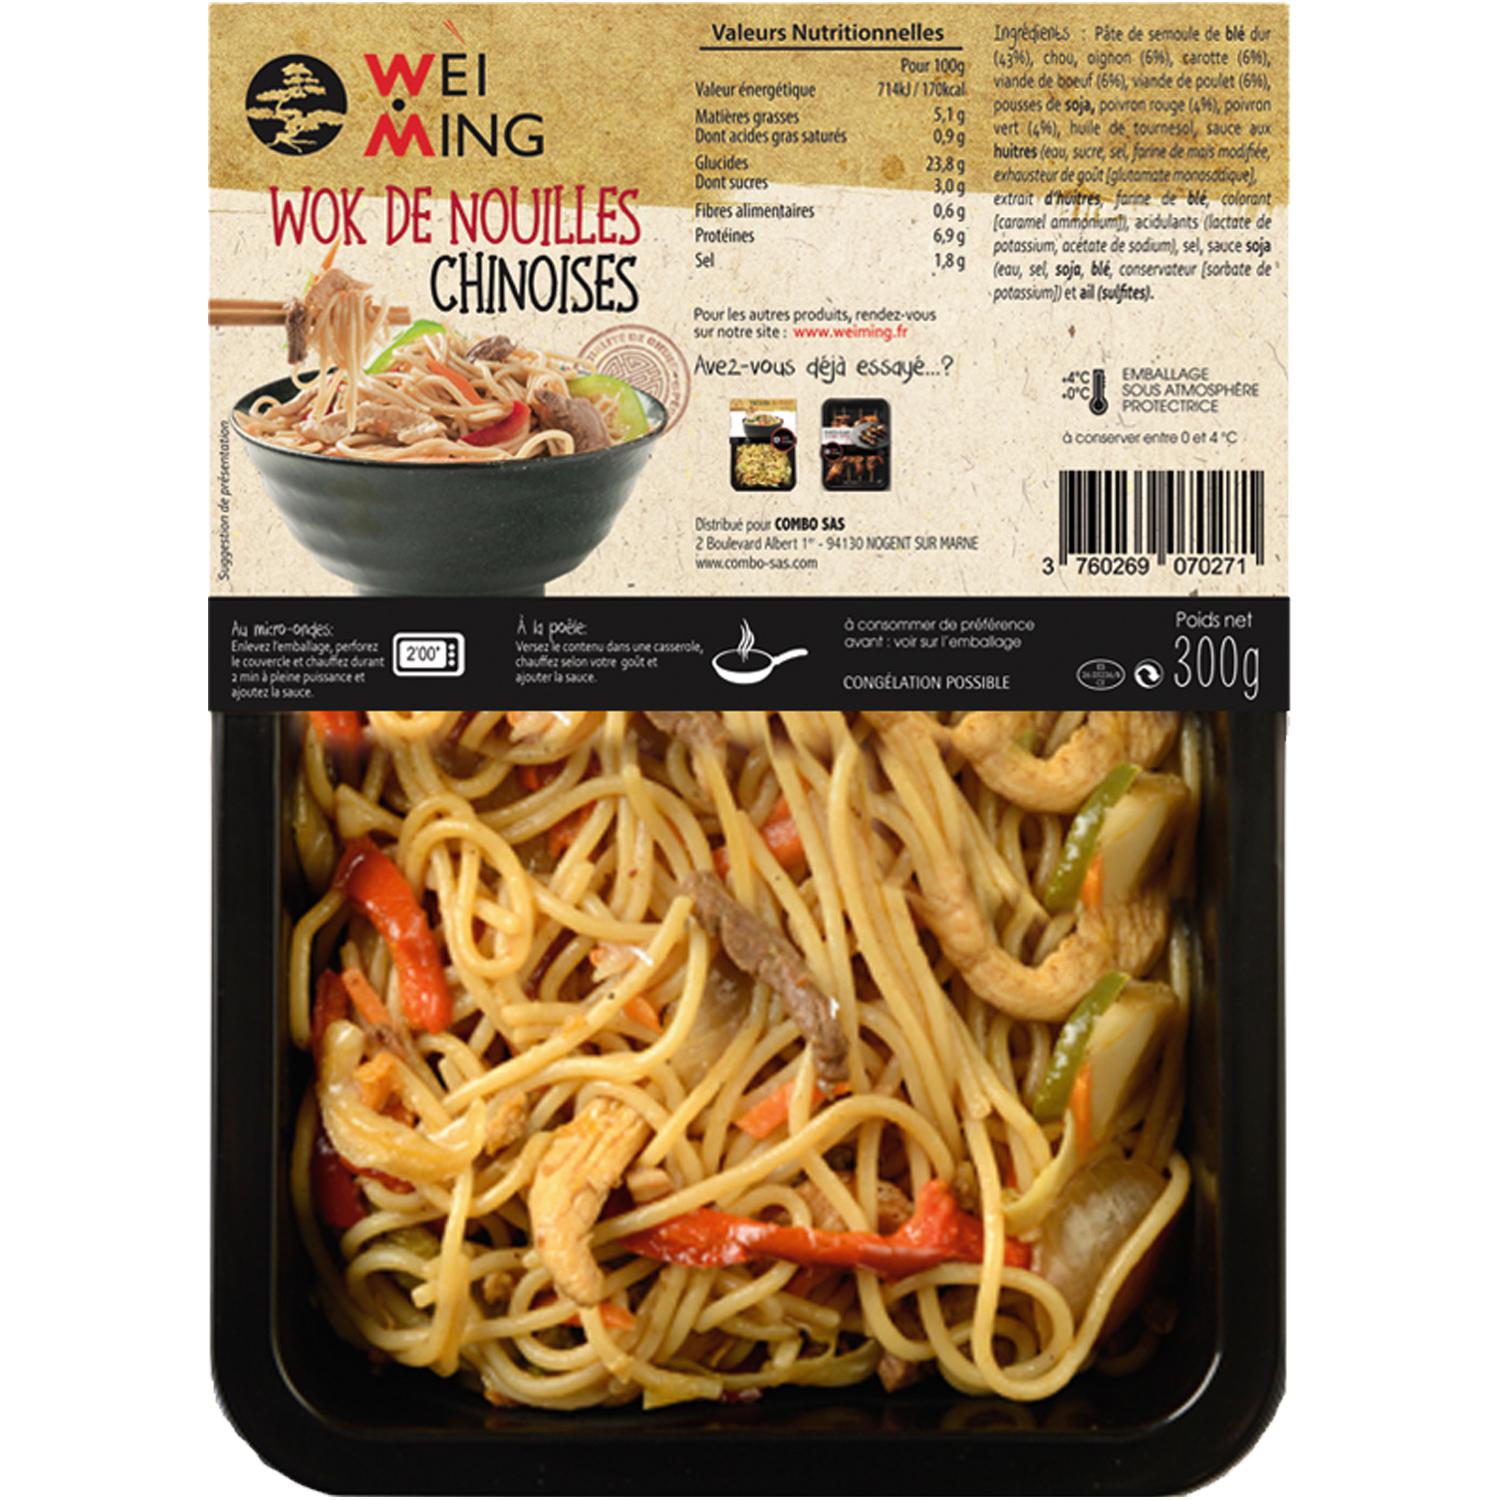 WEI
MING
WOK DE NOUILLES
CHINOISES
Suggestion de présentation
Valeurs Nutritionnelles
Pour 100g
Valeur énergétique 714kJ / 170kcal
Matières grasses 5,1 g
Dont acides gras saturés 0,9 g
Glucides 23,8 g
Dont sucres 3,0 g
Fibres alimentaires 0,6 g
Protéines 6,9 g
Sel 1,8 g
Pour les autres produits, rendez-vous
sur notre site : www.weiming.fr
Avez-vous déjà essayé...?
Distribué pour COMBO SAS
2 Boulevard Albert 1er - 94130 NOGENT SUR MARNE
www.combo-sas.com
Ingrédients : Pâte de semoule de blé dur
(43%), chou, oignon (6%), carotte (6%),
viande de boeuf (6%), viande de poulet (6%),
pousses de soja, poivron rouge (4%), poivron
vert (4%), huile de tournesol, sauce aux
huitres (eau, sucre, sel, farine de maïs modifiée,
exhausteur de goût [glutamate monosodique],
extrait d'huitres, farine de blé, colorant
[caramel ammonium]), acidulants (lactate de
potassium, acétate de sodium), sel, sauce soja
(eau, sel, soja, blé, conservateur [sorbate de
potassium]) et ail (sulfites).
+4°C
+0°C
EMBALLAGE
SOUS ATMOSPHÈRE
PROTECTRICE
à conserver entre 0 et 4 °C
3 760269 070271
Au micro-ondes:
Enlevez l'emballage, perforez
le couvercle et chauffez durant
2 min à pleine puissance et
ajoutez la sauce.
2'00"
À la poêle:
Versez le contenu dans une casserole,
chauffez selon votre goût et
ajouter la sauce.
à consommer de préférence
avant : voir sur l'emballage
CONGÉLATION POSSIBLE
Poids net
300g